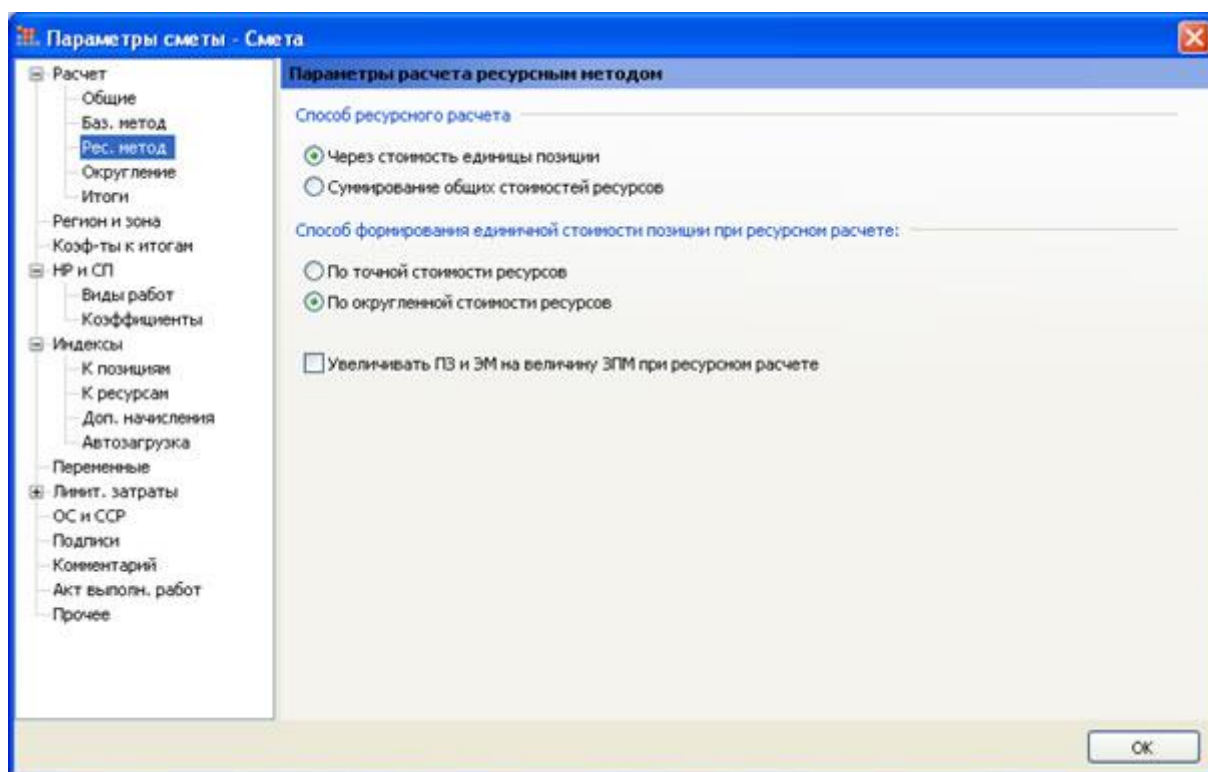 Параметры сметы - Смета
Расчет
Общие
Баз. метод
Рес. метод
Округление
Итоги
Регион и зона
Коэф-ты к итогам
НР и СП
Виды работ
Коэффициенты
Индексы
К позициям
К ресурсам
Доп. начисления
Автозагрузка
Переменные
Лимит. затраты
ОС и ССР
Подписи
Комментарий
Акт выполн. работ
Прочее
Параметры расчета ресурсным методом
Способ ресурсного расчета
Через стоимость единицы позиции
Суммирование общих стоимостей ресурсов
Способ формирования единичной стоимости позиции при ресурсном расчете:
По точной стоимости ресурсов
По округленной стоимости ресурсов
Увеличивать ПЗ и ЭМ на величину ЗПМ при ресурсном расчете
OK